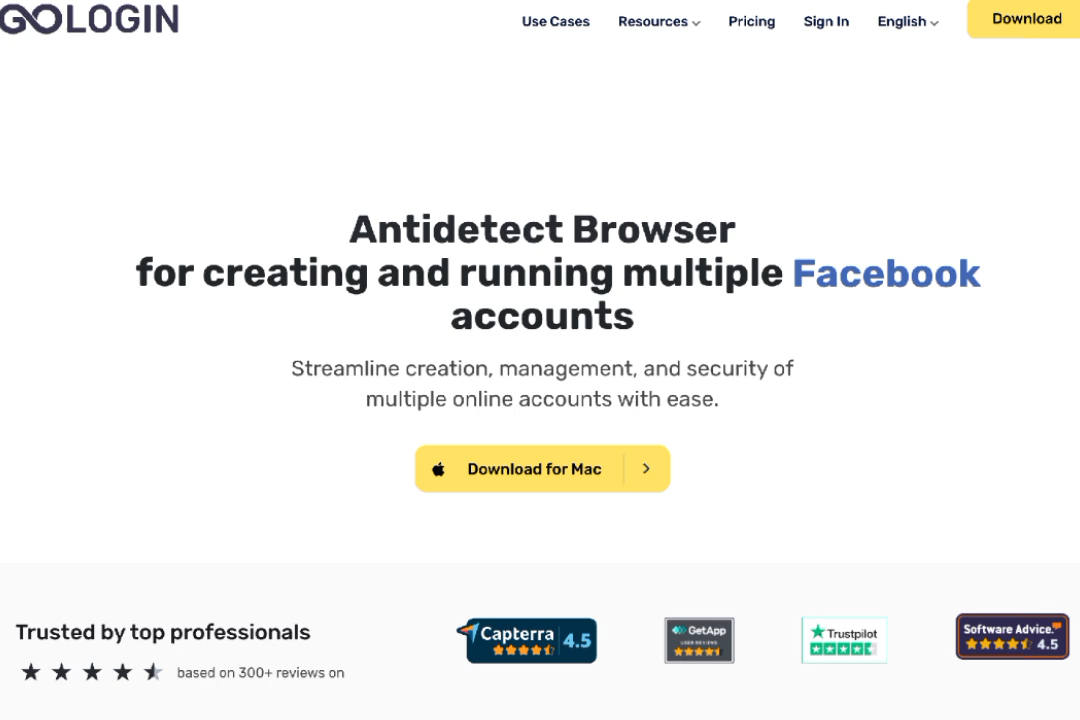 GOLOGIN
Use Cases Resources Pricing Sign In English Download
Antidetect Browser
for creating and running multiple Facebook
accounts
Streamline creation, management, and security of
multiple online accounts with ease.
Download for Mac
Trusted by top professionals
based on 300+ reviews on
Capterra 4.5
GetApp
USER REVIEWS
Trustpilot
Software Advice.
4.5